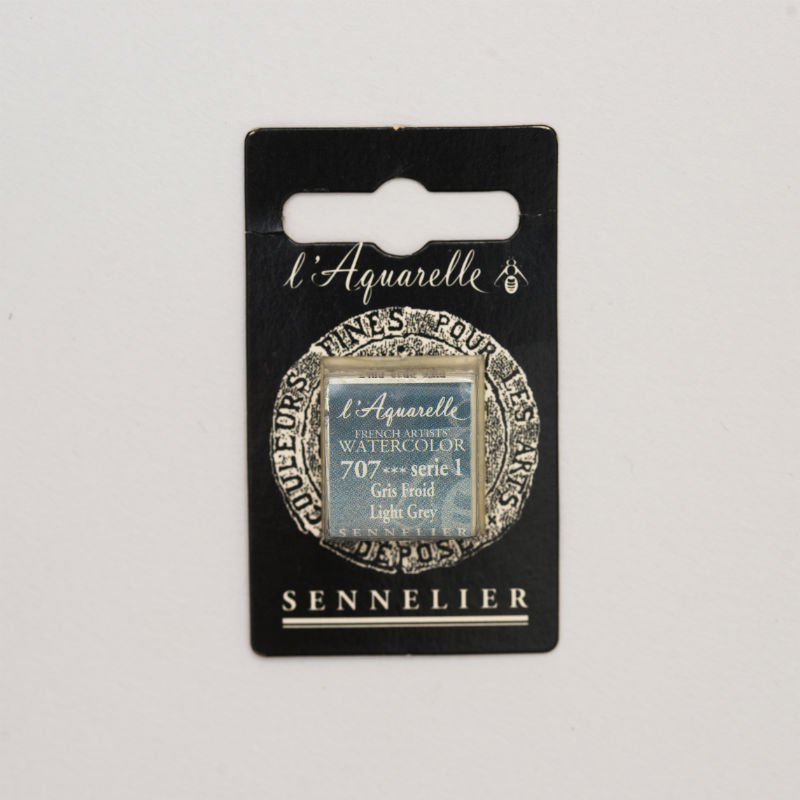 l'Aquarelle
COULEURS FINES POUR LES ARTS
DÉPOSÉ
l'Aquarelle
FRENCH ARTISTS'
WATERCOLOR
707*** serie 1
Gris Froid
Light Grey
SENNELIER
SENNELIER